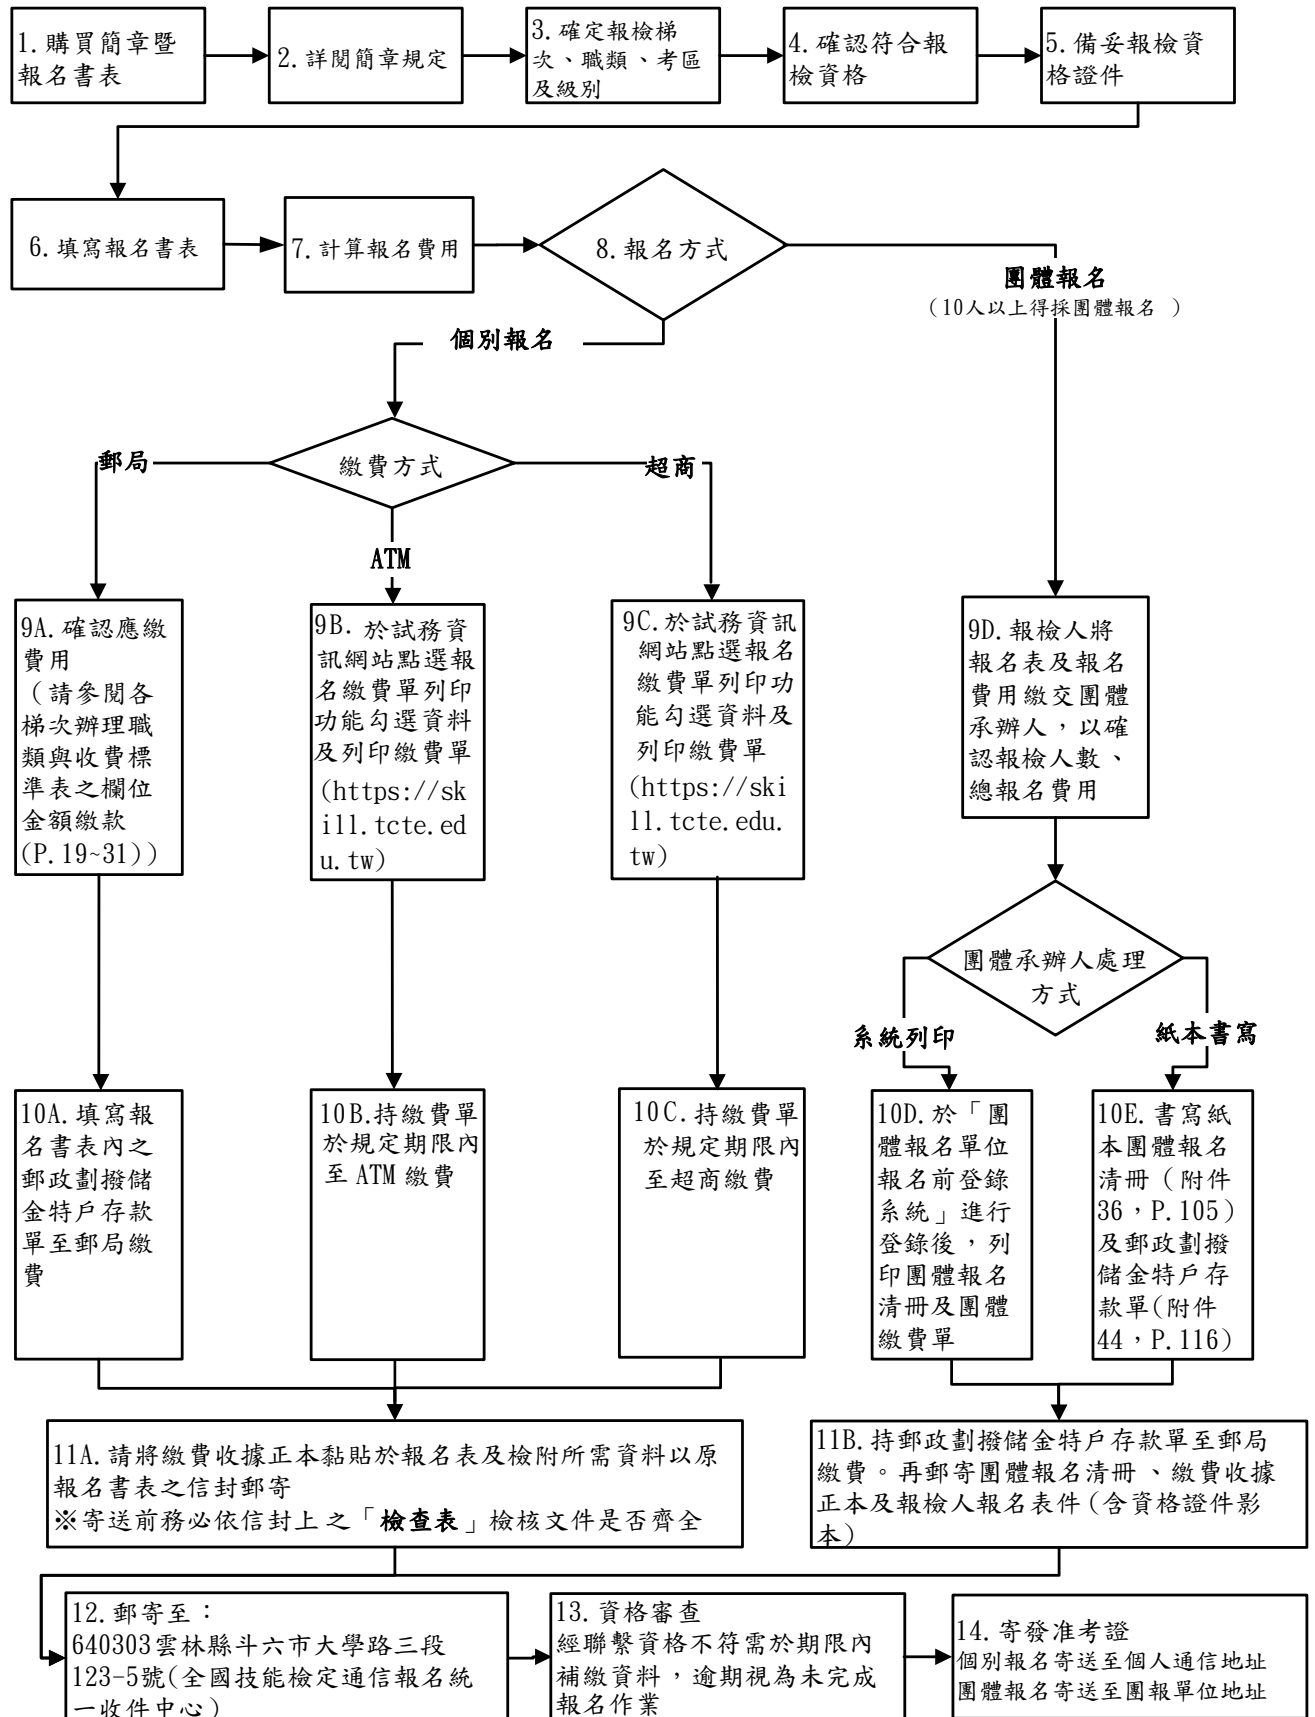 1.購買簡章暨
報名書表
2.詳閱簡章規定
3.確定報檢梯
次、職類、考區
及級別
4.確認符合報
檢資格
5.備妥報檢資
格證件
6.填寫報名書表
7.計算報名費用
8.報名方式
團體報名
(10人以上得採團體報名 )
個別報名
繳費方式
郵局
超商
ATM
9A.確認應繳
費用
(請參閱各
梯次辦理職
類與收費標
準表之欄位
金額繳款
(P.19~31))
9B.於試務資
訊網站點選報
名繳費單列印
功能勾選資料
及列印繳費單
(https://sk
ill.tcte.ed
u.tw)
9C.於試務資訊
網站點選報名
繳費單列印功
能勾選資料及
列印繳費單
(https://ski
ll.tcte.edu.
tw)
9D.報檢人將
報名表及報名
費用繳交團體
承辦人,以確
認報檢人數、
總報名費用
團體承辦人處理
方式
系統列印
紙本書寫
10A.填寫報
名書表內之
郵政劃撥儲
金特戶存款
單至郵局繳
費
10B.持繳費單
於規定期限內
至 ATM 繳費
10C.持繳費單
於規定期限內
至超商繳費
10D.於「團
體報名單位
報名前登錄
系統」進行
登錄後,列
印團體報名
清冊及團體
繳費單
10E.書寫紙
本團體報名
清冊(附件
36,P.105)
及郵政劃撥
儲金特戶存
款單(附件
44,P.116)
11A.請將繳費收據正本黏貼於報名表及檢附所需資料以原
報名書表之信封郵寄
※寄送前務必依信封上之「檢查表」檢核文件是否齊全
11B.持郵政劃撥儲金特戶存款單至郵局
繳費。再郵寄團體報名清冊、繳費收據
正本及報檢人報名表件(含資格證件影
本)
12.郵寄至:
640303雲林縣斗六市大學路三段
123-5號(全國技能檢定通信報名統
一收件中心)
13.資格審查
經聯繫資格不符需於期限內
補繳資料,逾期視為未完成
報名作業
14.寄發准考證
個別報名寄送至個人通信地址
團體報名寄送至團報單位地址